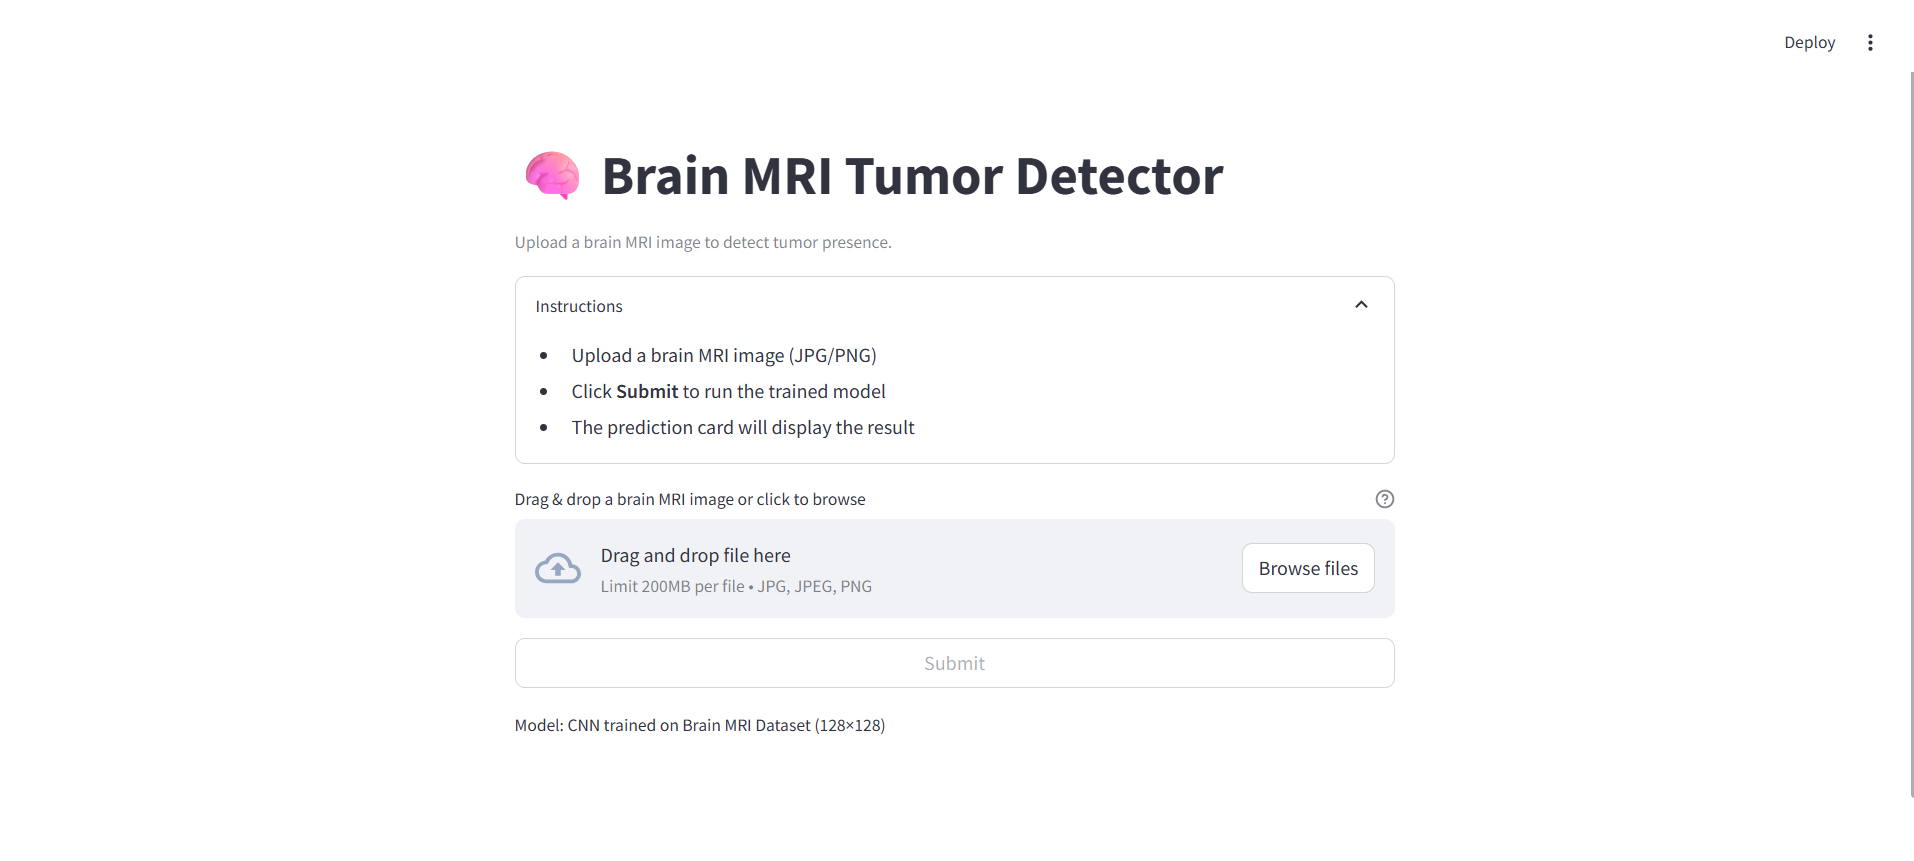 Deploy
Brain MRI Tumor Detector
Upload a brain MRI image to detect tumor presence.
Instructions
Upload a brain MRI image (JPG/PNG)
Click Submit to run the trained model
The prediction card will display the result
Drag & drop a brain MRI image or click to browse
Drag and drop file here
Limit 200MB per file • JPG, JPEG, PNG
Browse files
Submit
Model: CNN trained on Brain MRI Dataset (128×128)